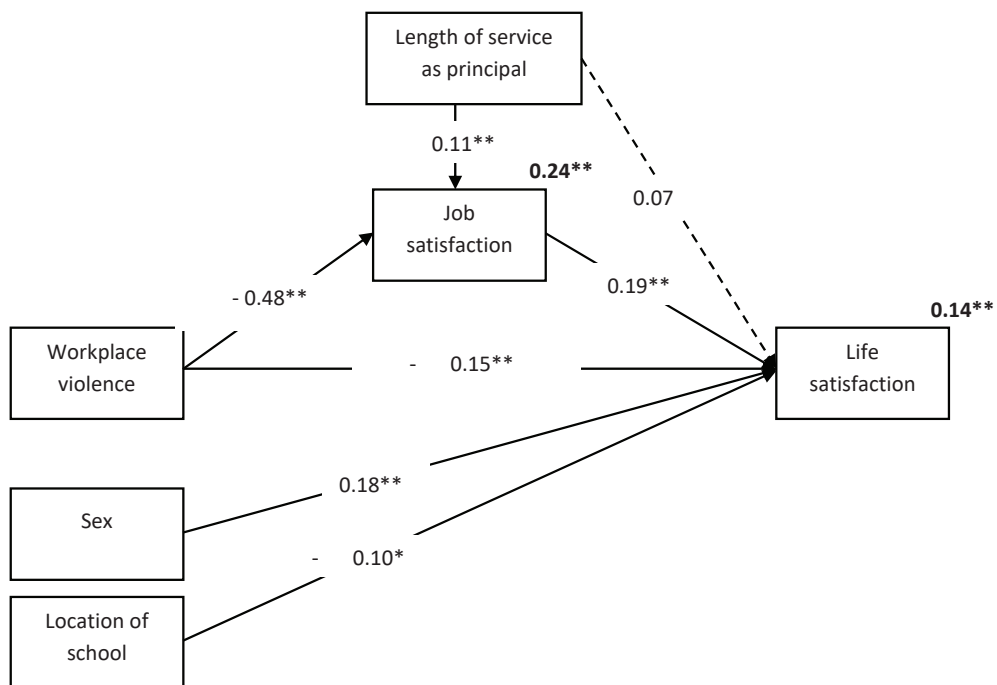 Length of service
as principal
0.11**
0.24**
0.07
Job
satisfaction
0.19**
- 0.48**
0.14**
Workplace
violence
- 0.15**
Life
satisfaction
0.18**
Sex
- 0.10*
Location of
school